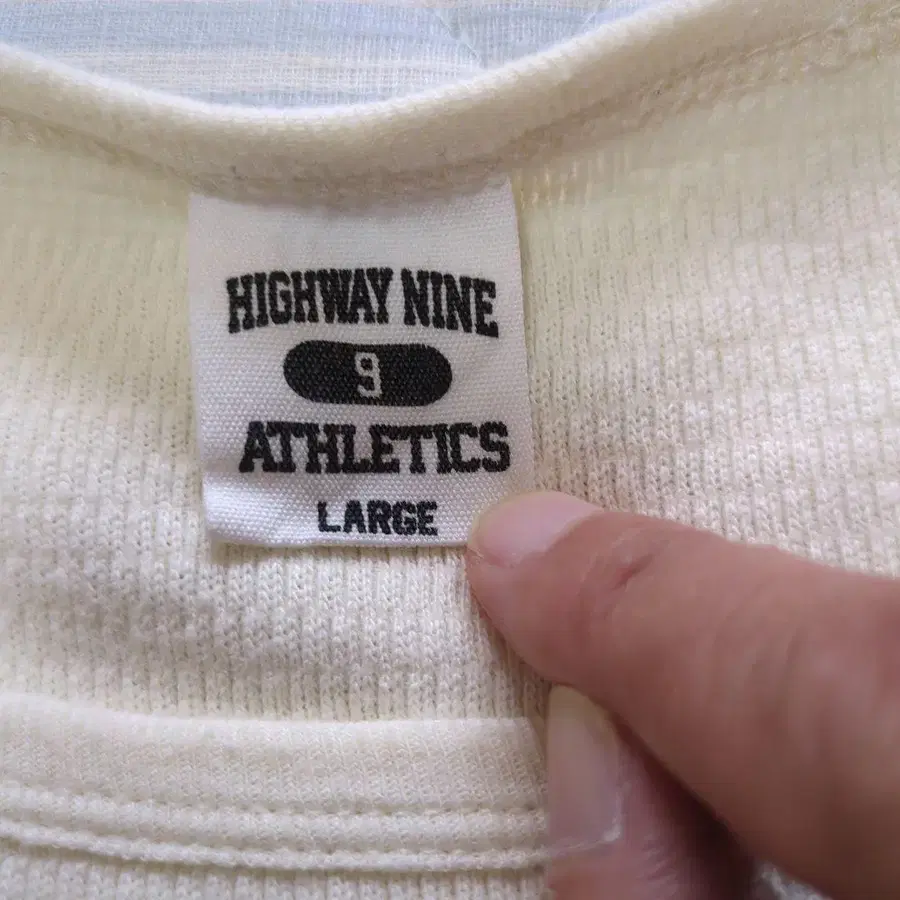 HIGHWAY NINE
9
ATHLETICS
LARGE